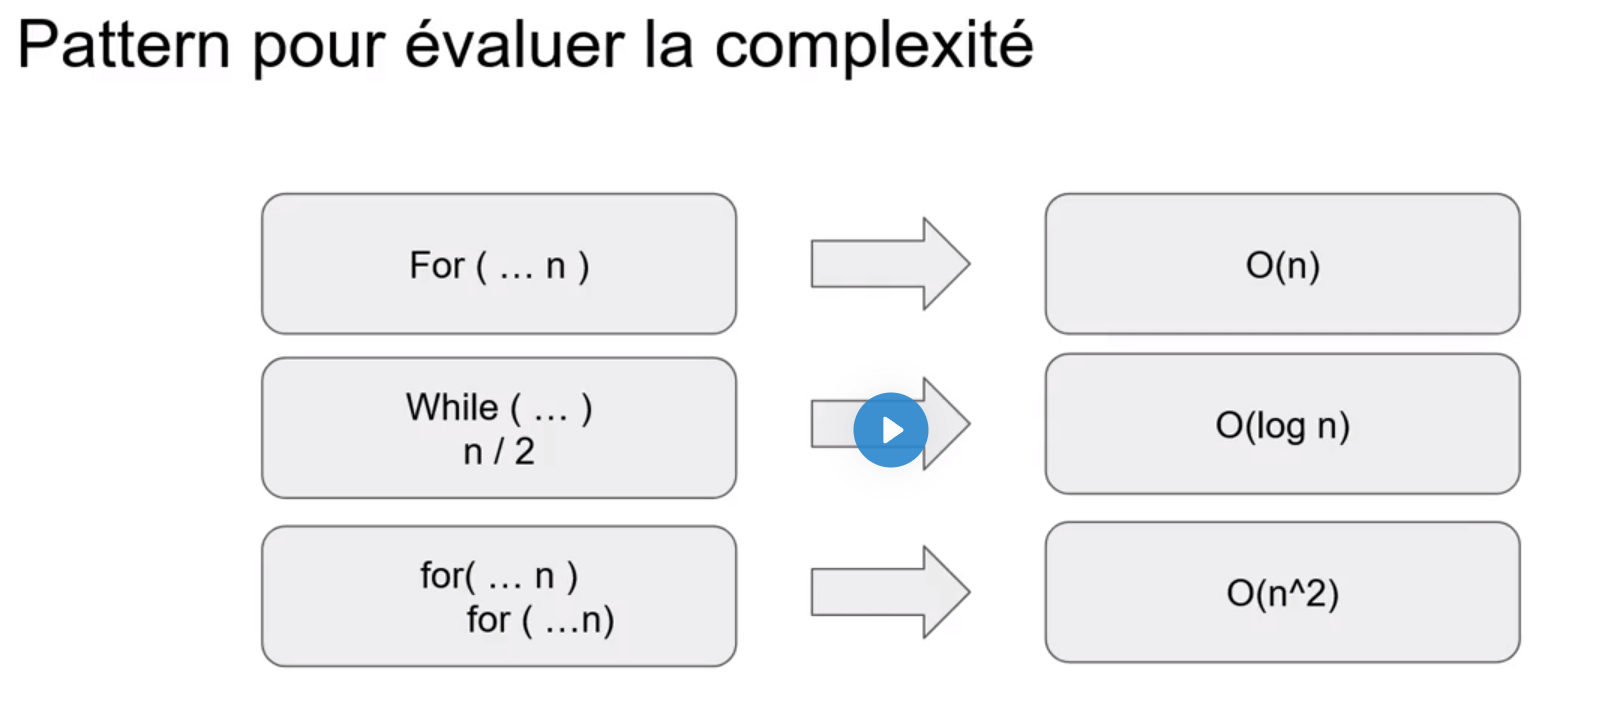 Pattern pour évaluer la complexité
For ( … n )
O(n)
While ( … )
n / 2
O(log n)
for( … n )
for ( …n)
O(n^2)